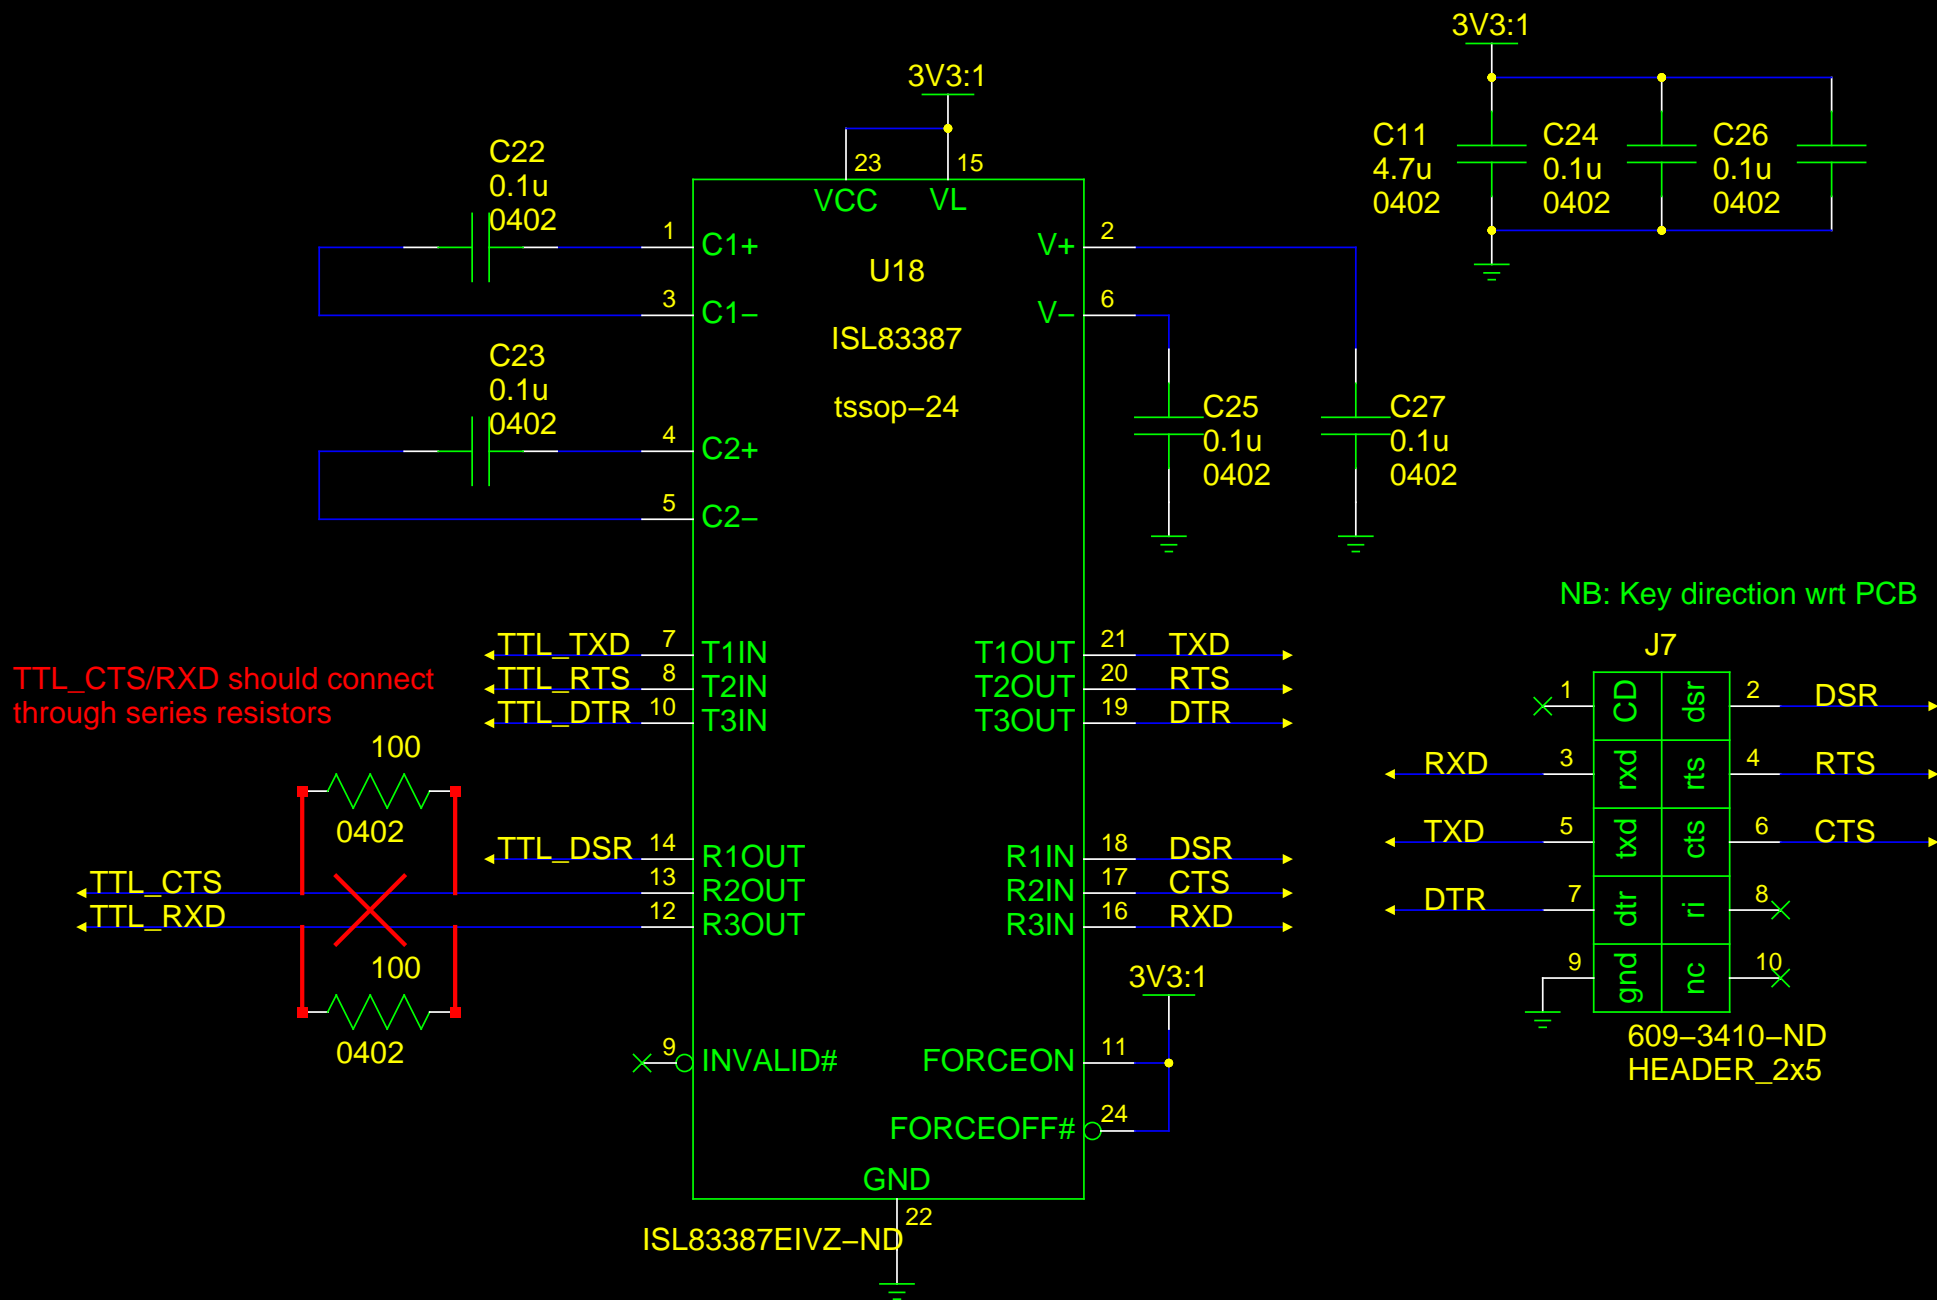 3V3:1
3V3:1
C11
4.7u
0402
C24
0.1u
0402
C26
0.1u
0402
C22
0.1u
0402
23
15
VCC
VL
1
C1+
3
C1−
V+
2
V−
6
U18
ISL83387
tssop−24
C23
0.1u
0402
4
C2+
5
C2−
C25
0.1u
0402
C27
0.1u
0402
TTL_TXD 7 T1IN
TTL_RTS 8 T2IN
TTL_DTR 10 T3IN
T1OUT 21 TXD
T2OUT 20 RTS
T3OUT 19 DTR
TTL_CTS/RXD should connect
through series resistors
100
0402
TTL_DSR 14 R1OUT
TTL_CTS 13 R2OUT
TTL_RXD 12 R3OUT
R1IN 18 DSR
R2IN 17 CTS
R3IN 16 RXD
100
0402
3V3:1
9 INVALID#
FORCEON 11
FORCEOFF# 24
GND
22
ISL83387EIVZ−ND
NB: Key direction wrt PCB
J7
1 CD dsr 2 DSR
RXD 3 rxd rts 4 RTS
TXD 5 txd cts 6 CTS
DTR 7 dtr ri 8
9 gnd nc 10
609−3410−ND
HEADER_2x5